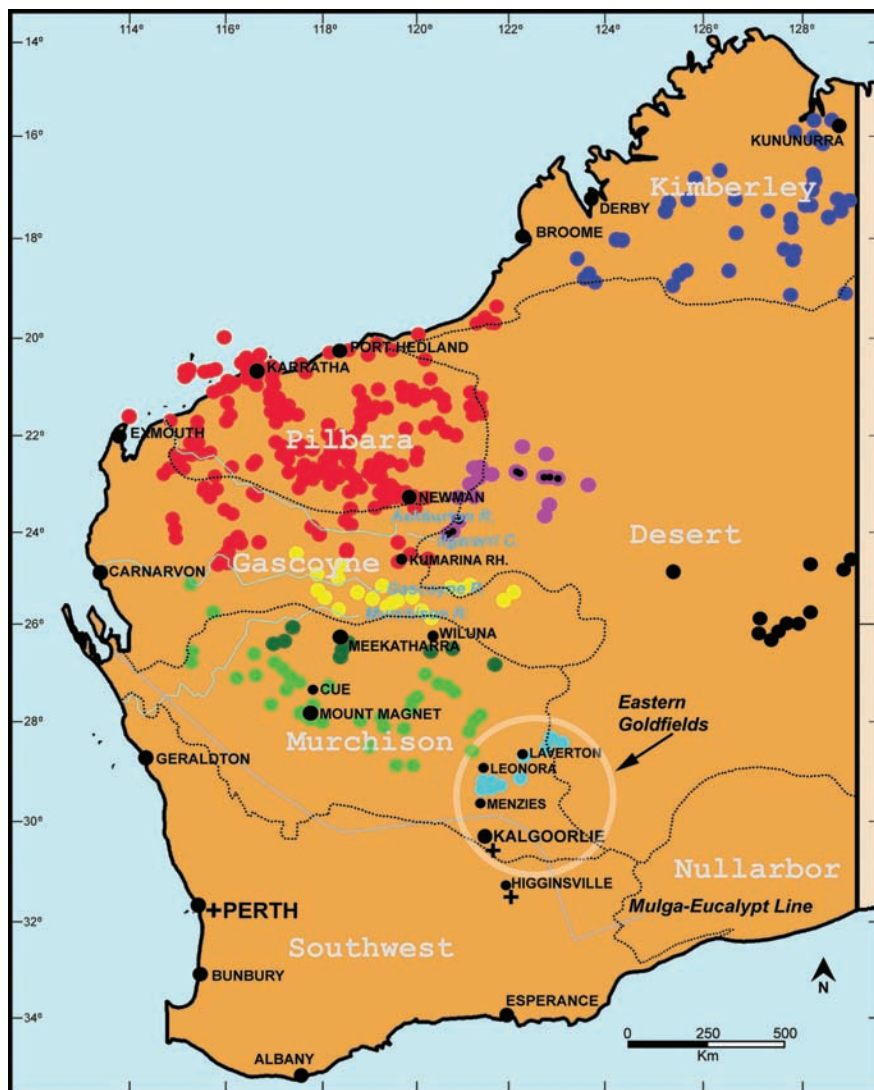 114° 116° 118° 120° 122° 124° 126° 128°
14°
16°
18°
20°
22°
24°
26°
28°
30°
32°
34°
KUNUNURRA
Kimberley
DERBY
BROOME
PORT HEDLAND
KARRATHA
EXMOUTH
Pilbara
NEWMAN
Ashburton R.
Desert
Gascoyne
KUMARINA RH.
CARNARVON
Gascoyne R.
Murchison R.
WILUNA
MEEKATHARRA
CUE
Eastern
Goldfields
MOUNT MAGNET
Murchison
LAVERTON
GERALDTON
LEONORA
MENZIES
KALGOORLIE
Nullarbor
HIGGINSVILLE
+PERTH
Mulga-Eucalypt Line
Southwest
BUNBURY
N
ESPERANCE
0 250 500
Km
ALBANY